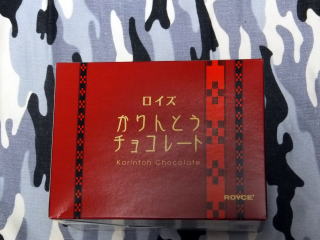 ロイズ
かりんとう
チョコレート
Karintoh Chocolate
ROYCE'